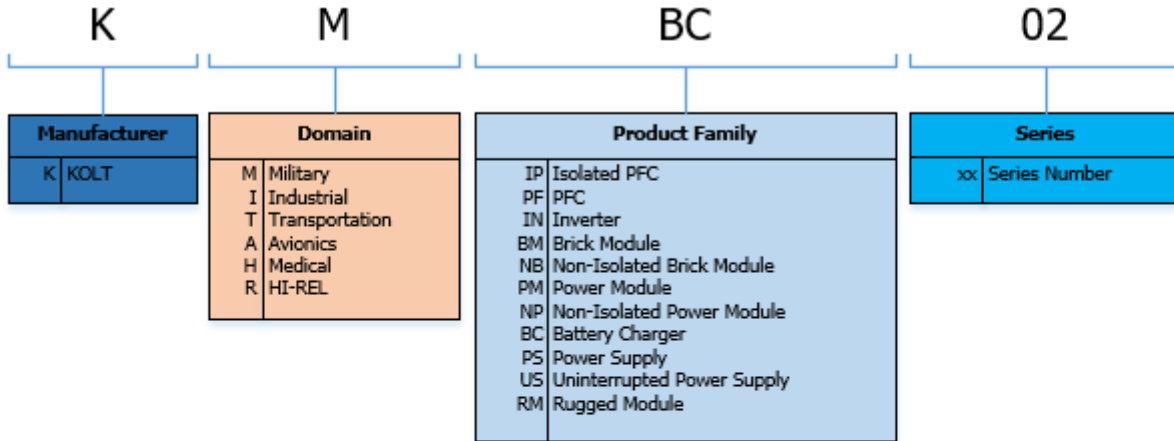 K M BC 02
Manufacturer
K KOLT
Domain
M Military
I Industrial
T Transportation
A Avionics
H Medical
R HI-REL
Product Family
IP Isolated PFC
PF PFC
IN Inverter
BM Brick Module
NB Non-Isolated Brick Module
PM Power Module
NP Non-Isolated Power Module
BC Battery Charger
PS Power Supply
US Uninterrupted Power Supply
RM Rugged Module
Series
xx Series Number